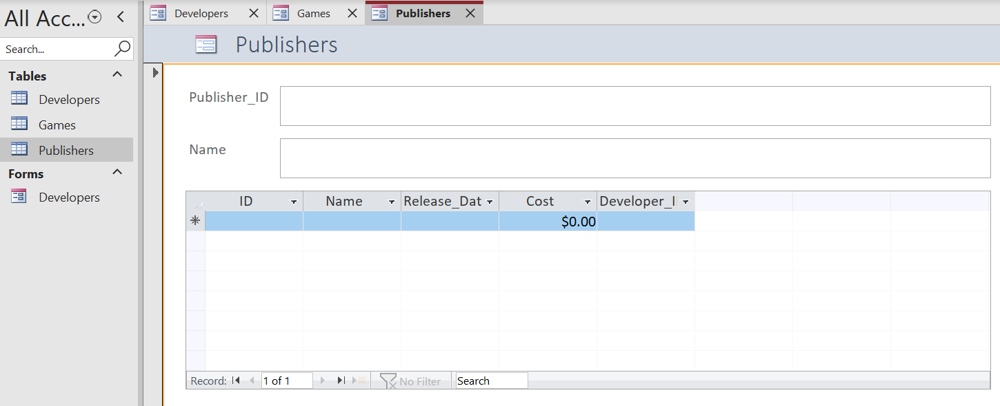 All Acc...
Search...
Tables
Developers
Games
Publishers
Forms
Developers
Developers Games Publishers
Publishers
Publisher_ID
Name
ID Name Release_Dat Cost Developer_I
$0.00
Record: 1 of 1 No Filter Search